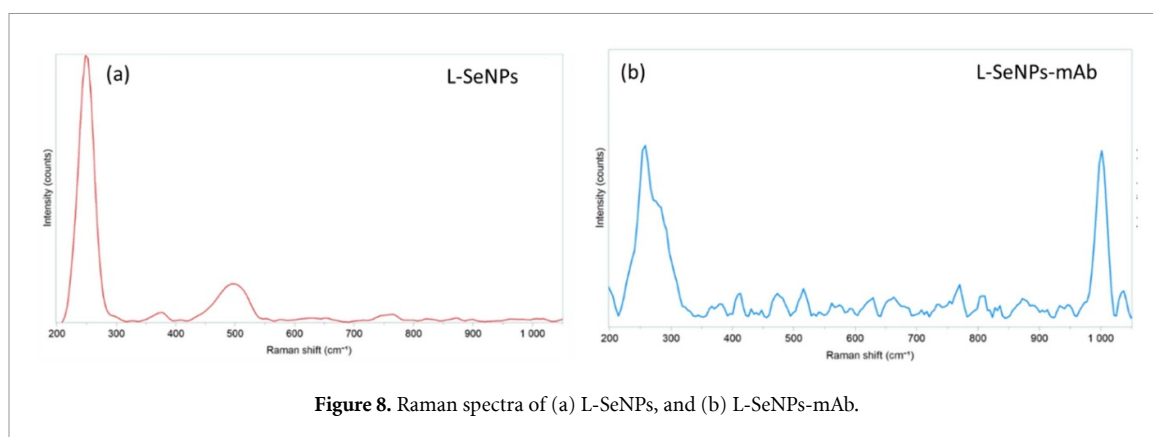 (a)
L-SeNPs
Intensity (counts)
200 300 400 500 600 700 800 900 1 000
Raman shift (cm⁻¹)
(b)
L-SeNPs-mAb
Intensity (counts)
200 300 400 500 600 700 800 900 1 000
Raman shift (cm⁻¹)
Figure 8. Raman spectra of (a) L-SeNPs, and (b) L-SeNPs-mAb.